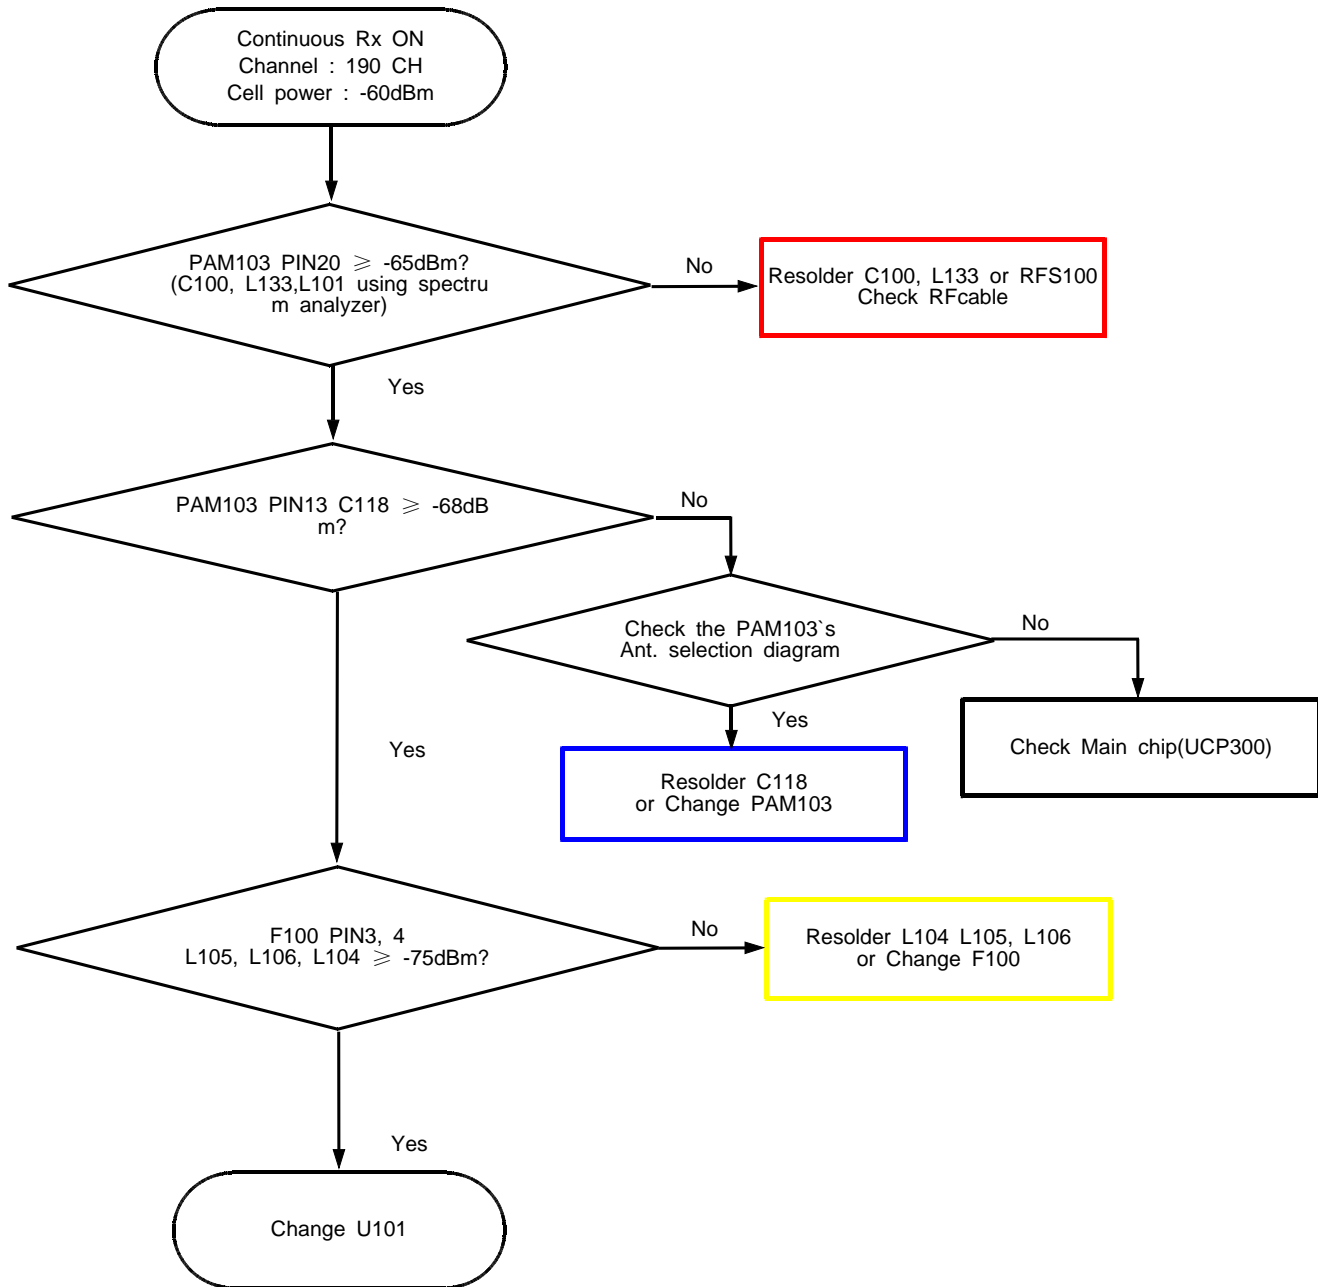 Continuous Rx ON
Channel : 190 CH
Cell power : -60dBm
PAM103 PIN20 ≥ -65dBm?
(C100, L133,L101 using spectru
m analyzer)
No
Resolder C100, L133 or RFS100
Check RFcable
Yes
PAM103 PIN13 C118 ≥ -68dB
m?
No
Check the PAM103`s
Ant. selection diagram
No
Yes
Check Main chip(UCP300)
Yes
Resolder C118
or Change PAM103
F100 PIN3, 4
L105, L106, L104 ≥ -75dBm?
No
Resolder L104 L105, L106
or Change F100
Yes
Change U101